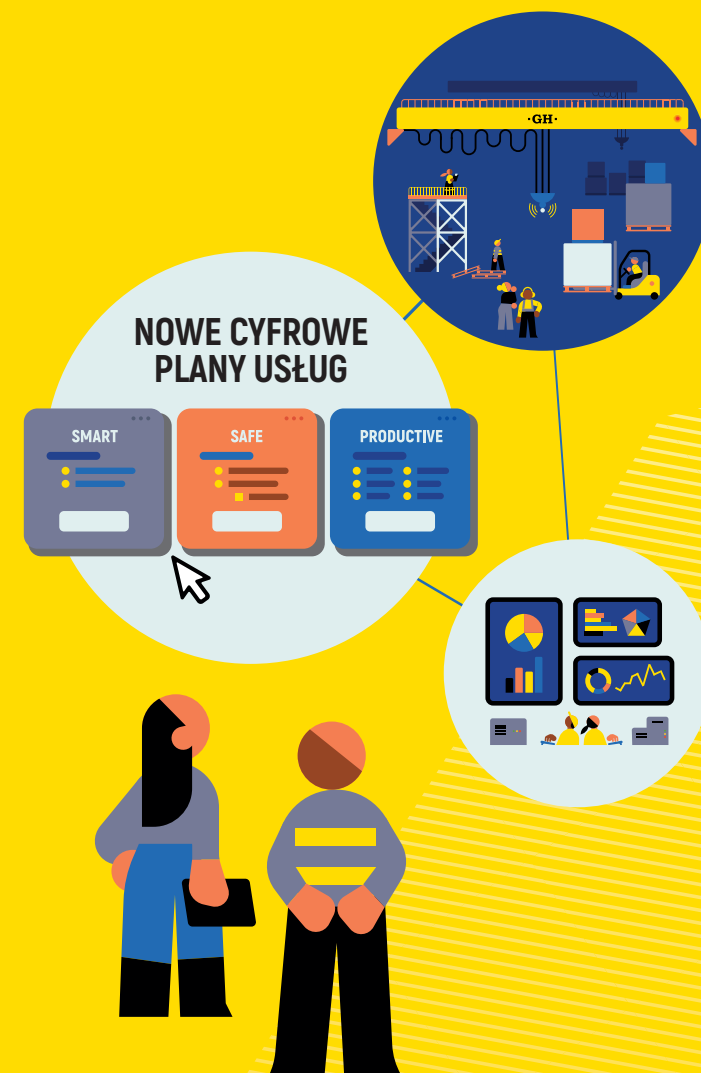 ·GH·
NOWE CYFROWE
PLANY USŁUG
SMART
SAFE
PRODUCTIVE